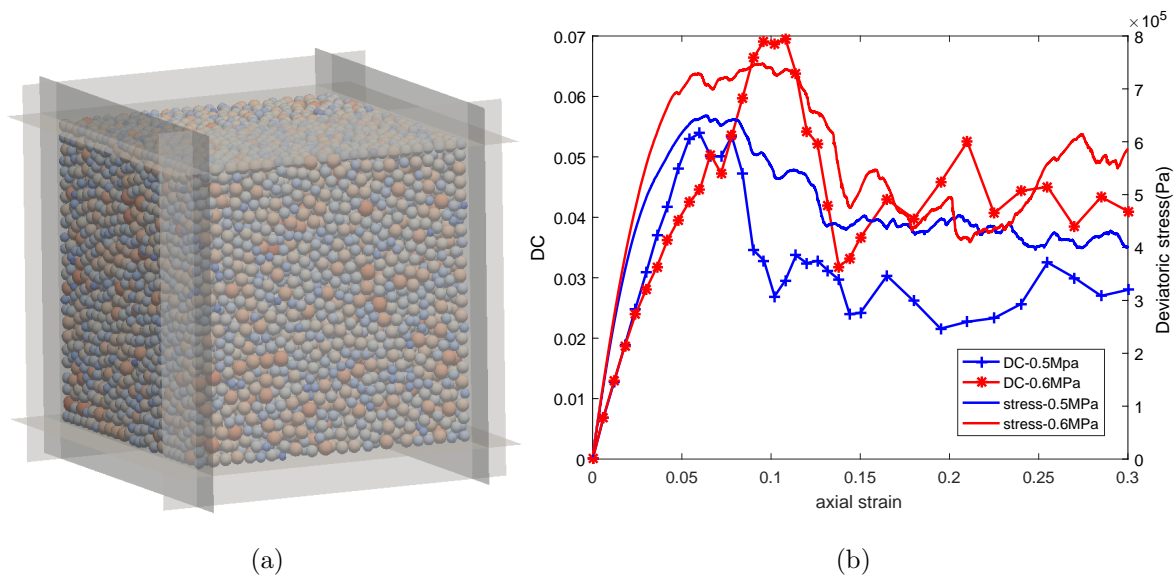 ×10⁵
0.07
0.06
0.05
0.04
0.03
0.02
0.01
0
DC
8
7
6
5
4
3
2
1
0
Deviatoric stress(Pa)
DC-0.5Mpa
DC-0.6MPa
stress-0.5MPa
stress-0.6MPa
0 0.05 0.1 0.15 0.2 0.25 0.3
axial strain
(a) (b)